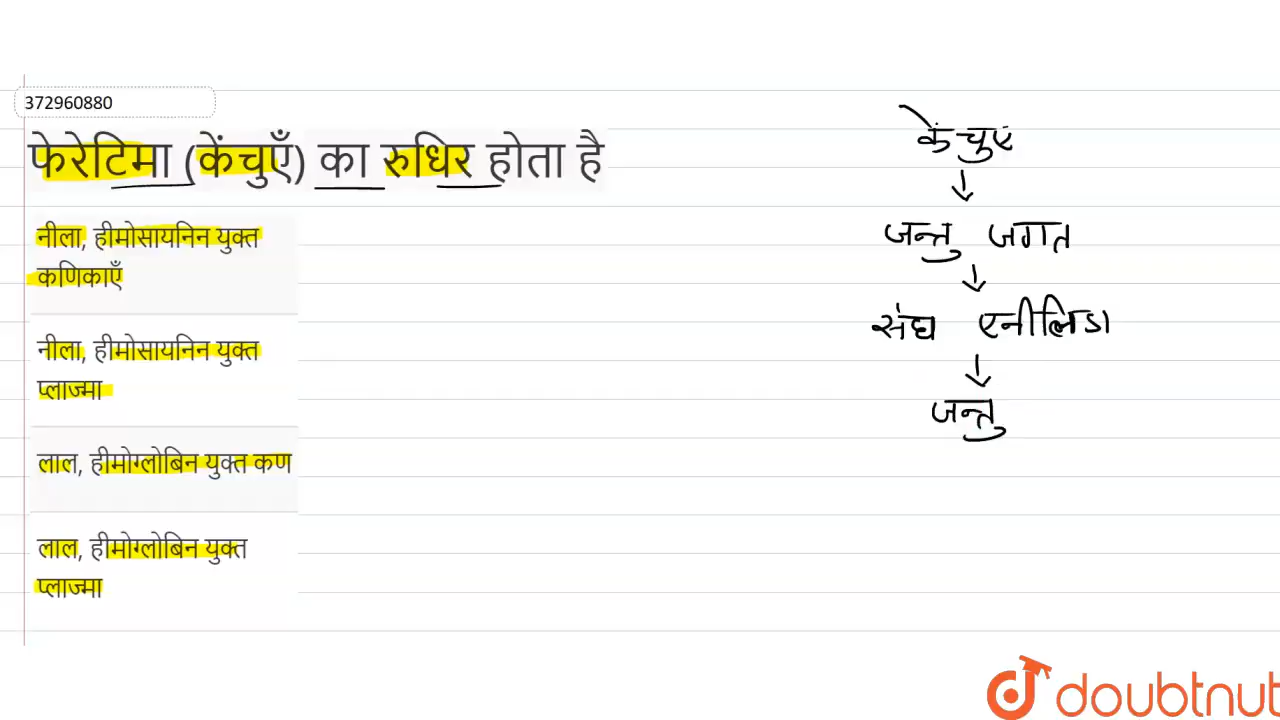 372960880
फेरेटिमा (केंचुएँ) का रुधिर होता है
नीला, हीमोसायनिन युक्त
कणिकाएँ
नीला, हीमोसायनिन युक्त
प्लाज्मा
लाल, हीमोग्लोबिन युक्त कण
लाल, हीमोग्लोबिन युक्त
प्लाज्मा
केंचुए
जन्तु जगत
संघ एनीलिडा
जन्तु
doubtnut